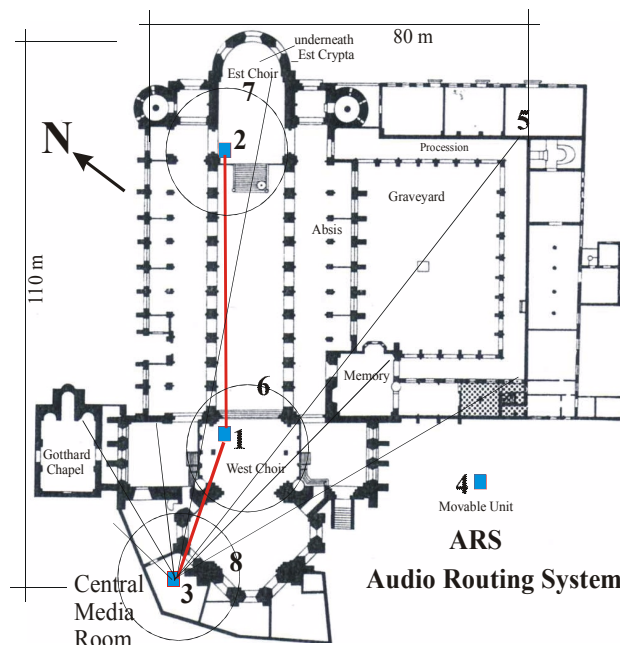 80 m
underneath
Est Crypta
Est Choir
7
5
N
2
Procession
Graveyard
Absis
110 m
6
Memory
1
Gotthard
Chapel
West Choir
4
Movable Unit
ARS
8
Audio Routing System
Central
3
Media
Room